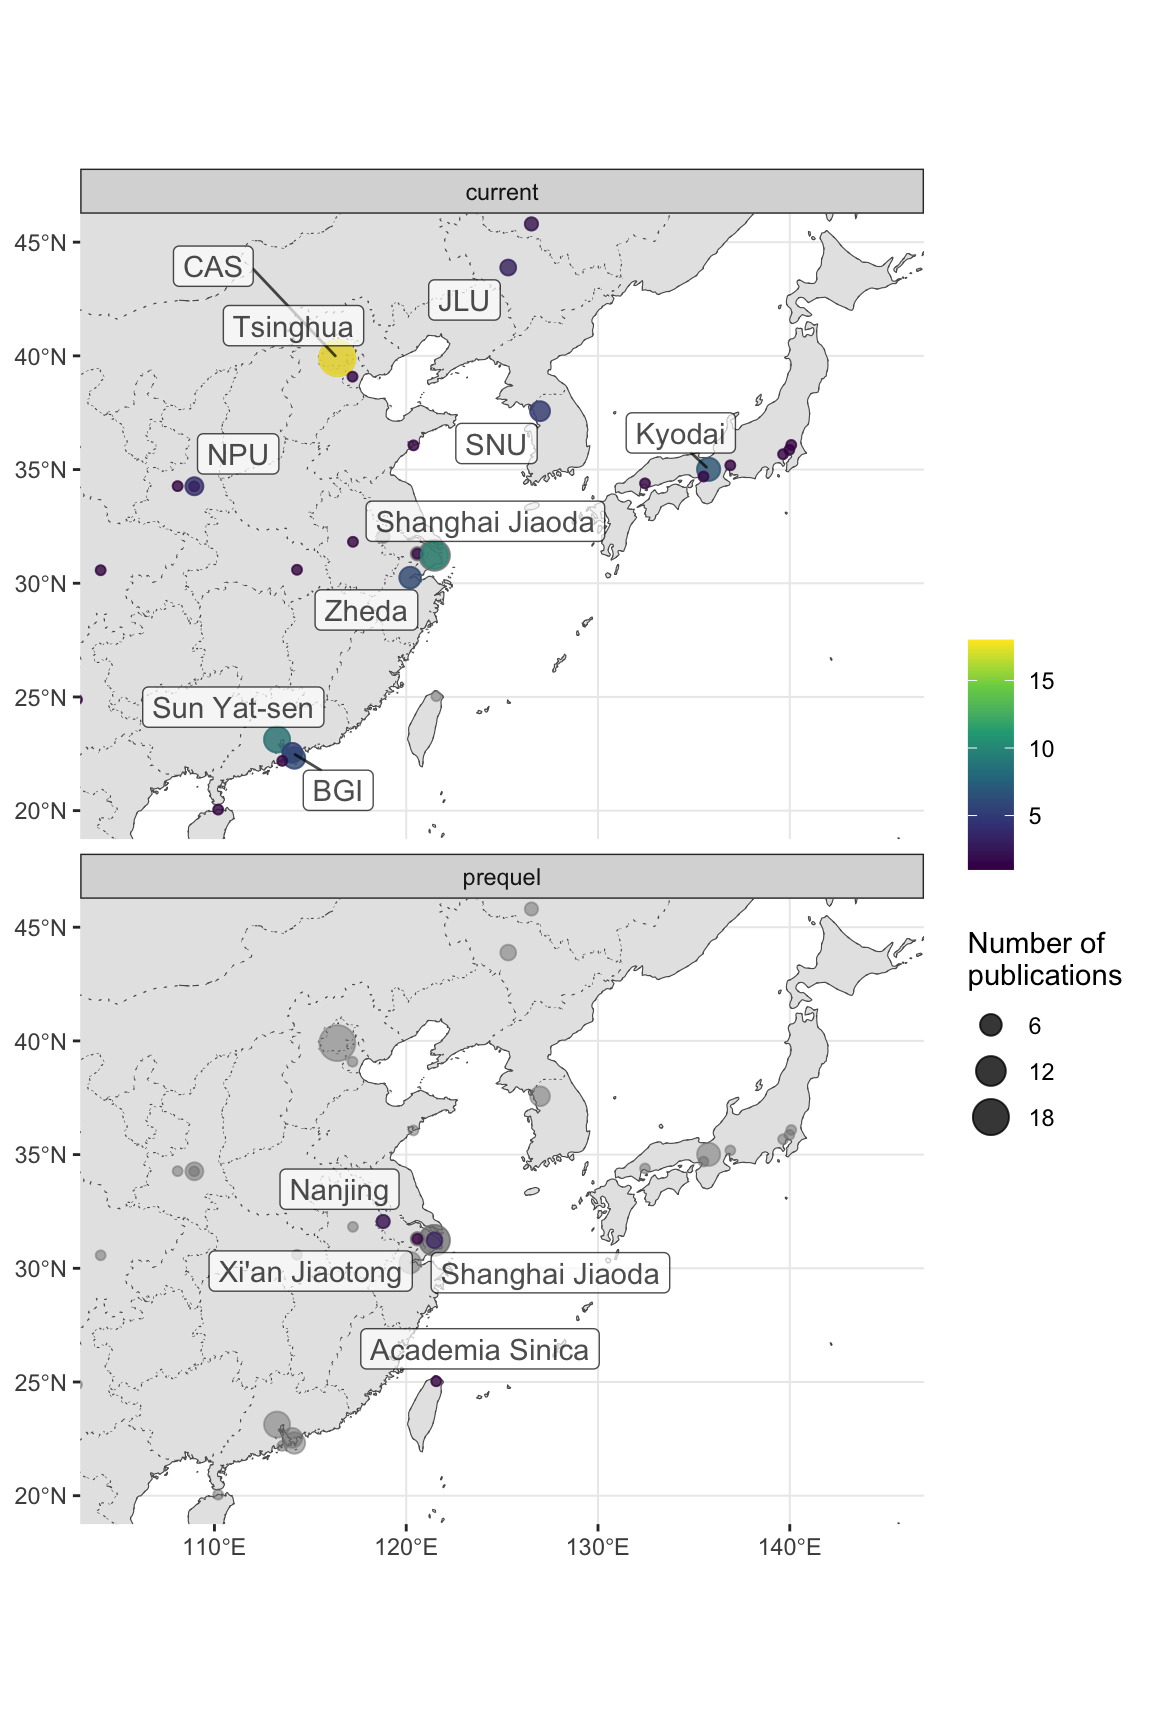 current
45°N
40°N
35°N
30°N
25°N
20°N
CAS
JLU
Tsinghua
Kyodai
SNU
NPU
Shanghai Jiaoda
Zheda
Sun Yat-sen
BGI
prequel
45°N
40°N
35°N
30°N
25°N
20°N
Nanjing
Xi'an Jiaotong
Shanghai Jiaoda
Academia Sinica
110°E
120°E
130°E
140°E
15
10
5
Number of
publications
6
12
18